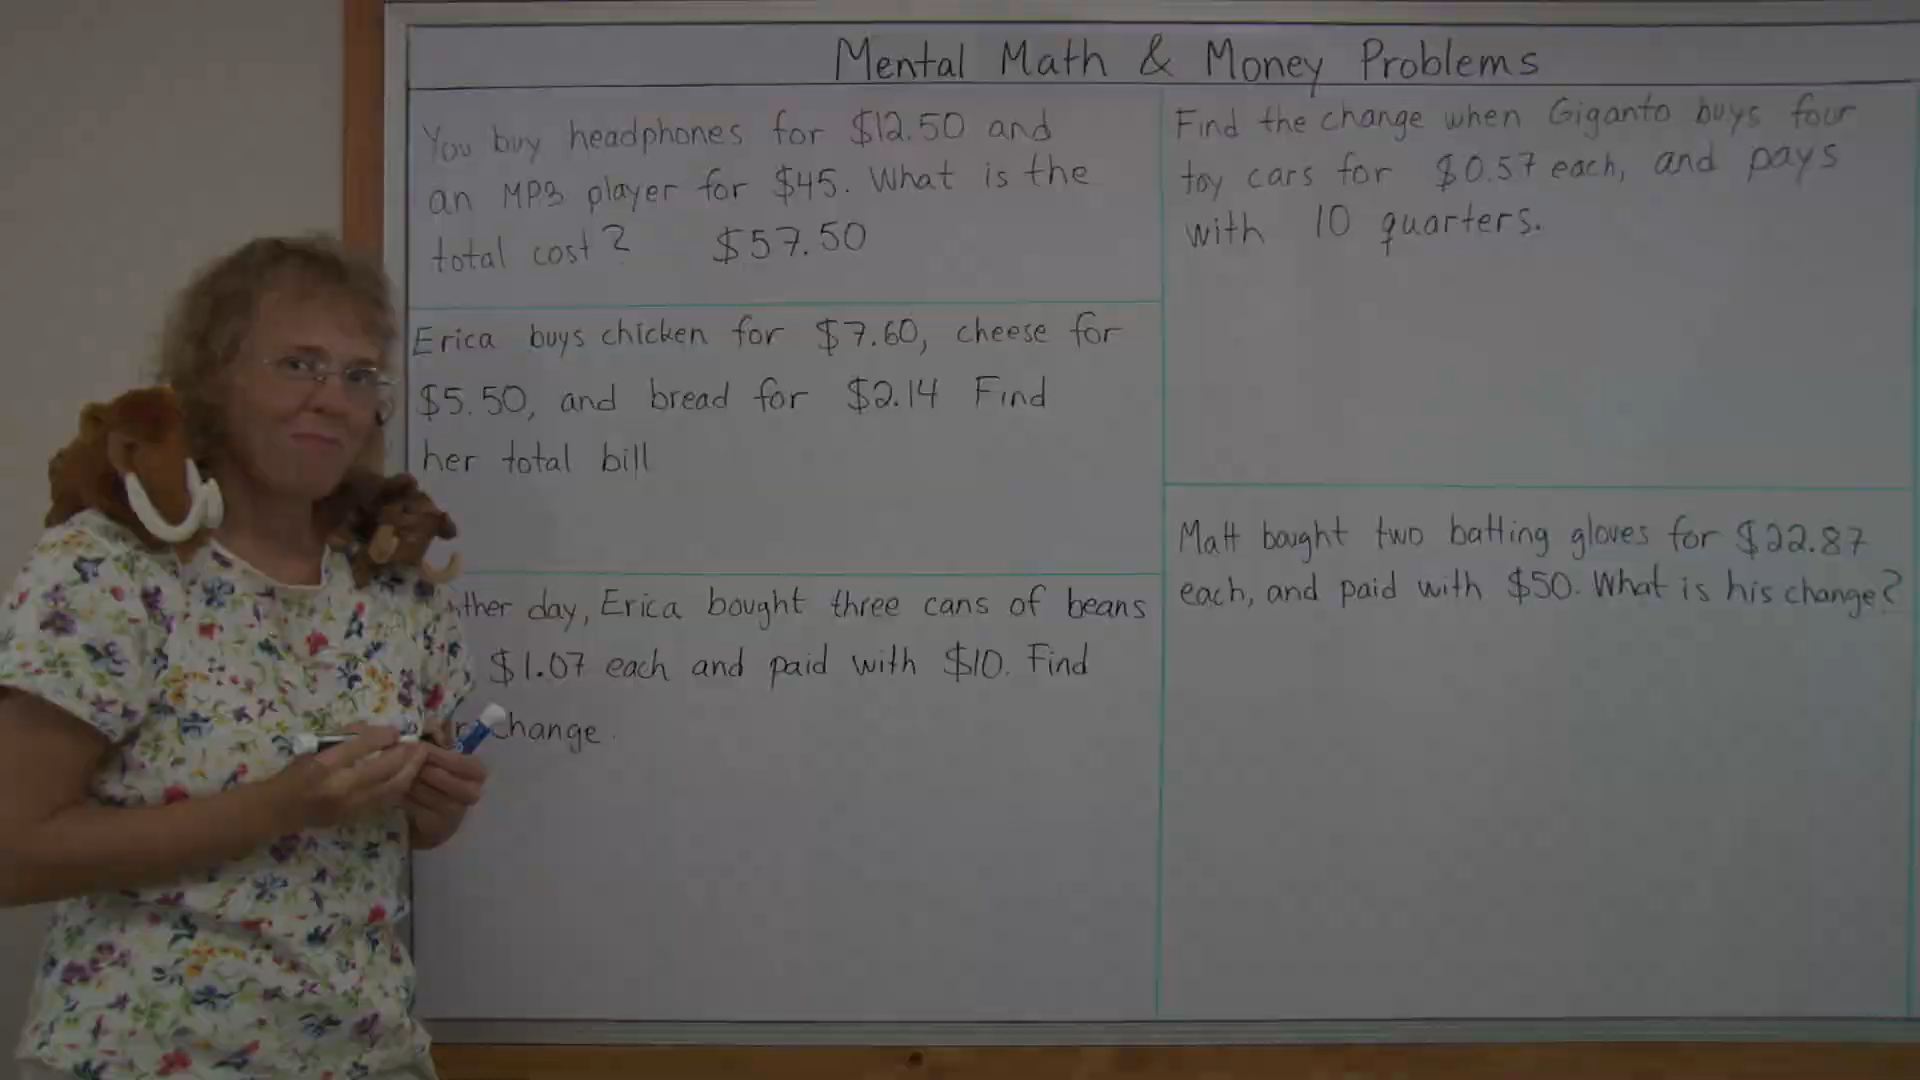 Mental Math & Money Problems
You buy headphones for $12.50 and
an MP3 player for $45. What is the
total cost? $57.50
Erica buys chicken for $7.60, cheese for
$5.50, and bread for $2.14 Find
her total bill
day, Erica bought three cans of beans
$1.07 each and paid with $10. Find
change.
Find the change when Giganto buys four
toy cars for $0.57 each, and pays
with 10 quarters.
Matt bought two batting gloves for $22.87
each, and paid with $50. What is his change?